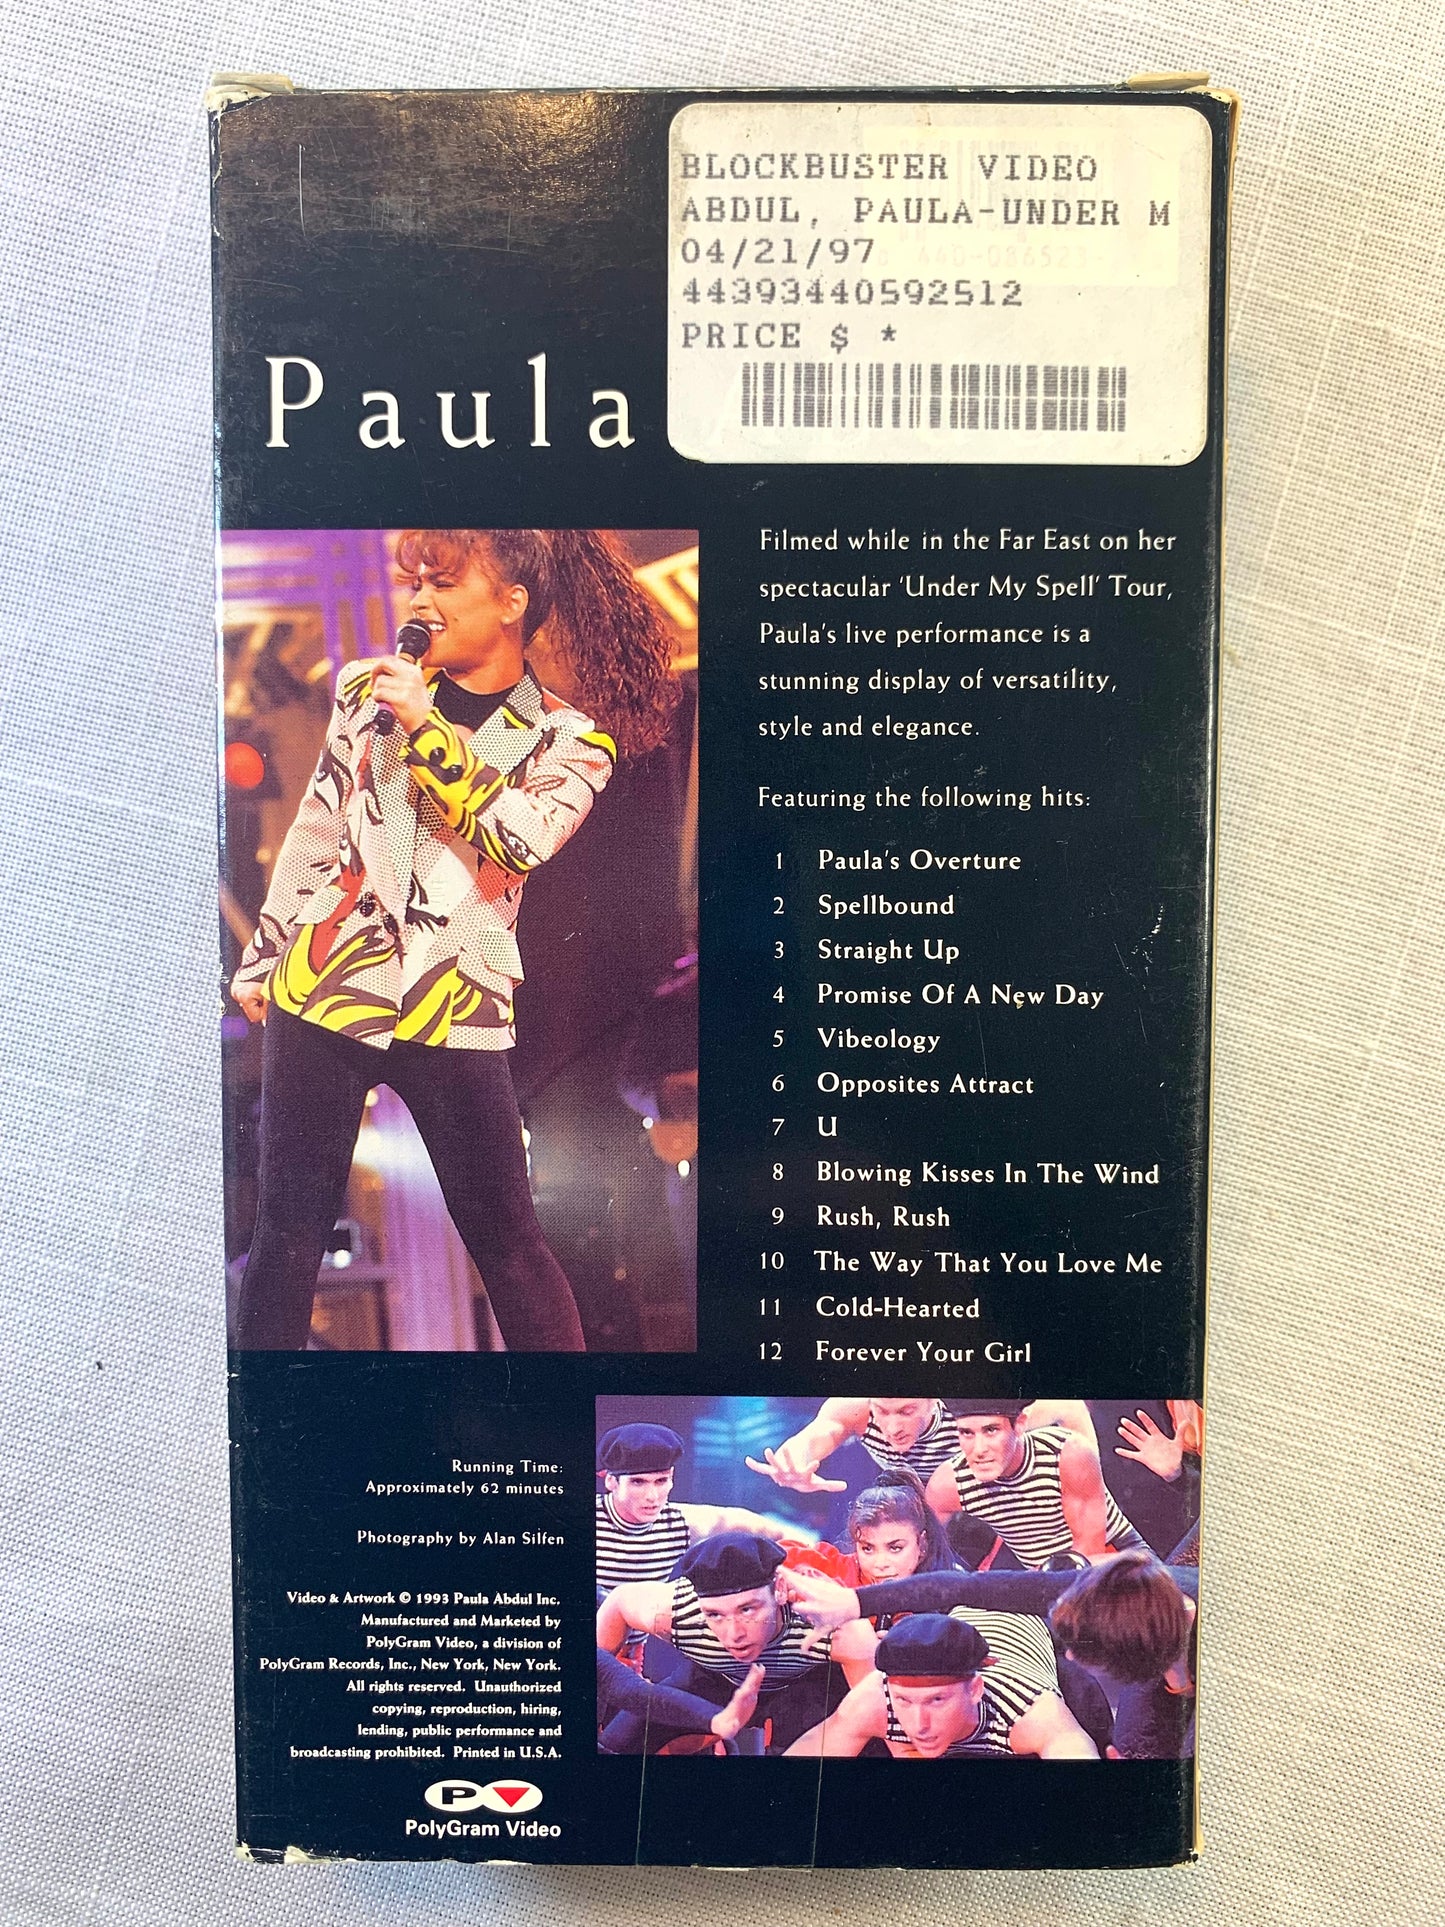 BLOCKBUSTER VIDEO
ABDUL, PAULA-UNDER M
04/21/97
44393440592512
PRICE $ *
Paula
Filmed while in the Far East on her
spectacular ‘Under My Spell’ Tour,
Paula's live performance is a
stunning display of versatility,
style and elegance.
Featuring the following hits:
1 Paula's Overture
2 Spellbound
3 Straight Up
4 Promise Of A New Day
5 Vibeology
6 Opposites Attract
7 U
8 Blowing Kisses In The Wind
9 Rush, Rush
10 The Way That You Love Me
11 Cold-Hearted
12 Forever Your Girl
Running Time:
Approximately 62 minutes
Photography by Alan Silfen
Video & Artwork © 1993 Paula Abdul Inc.
Manufactured and Marketed by
PolyGram Video, a division of
PolyGram Records, Inc., New York, New York.
All rights reserved. Unauthorized
copying, reproduction, hiring,
lending, public performance and
broadcasting prohibited. Printed in U.S.A.
P
PolyGram Video